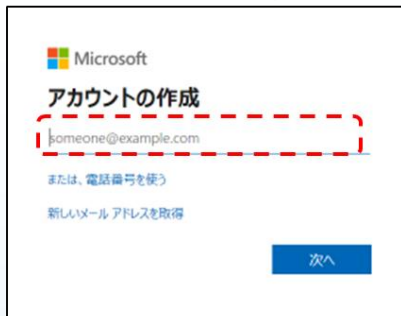 Microsoft
アカウントの作成
someone@example.com
または、電話番号を使う
新しいメール アドレスを取得
次へ